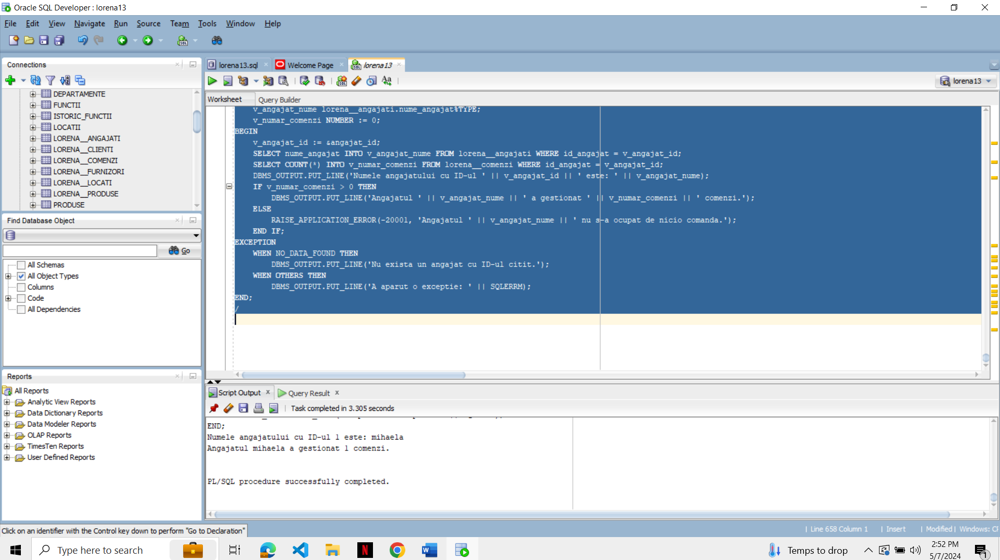 Oracle SQL Developer : lorena13
File Edit View Navigate Run Source Team Tools Window Help
Connections
DEPARTAMENTE
FUNCTII
ISTORIC_FUNCTII
LOCATII
LORENA__ANGAJATI
LORENA__CLIENTI
LORENA__COMENZI
LORENA__FURNIZORI
LORENA__LOCATI
LORENA__PRODUSE
PRODUSE
Find Database Object
Go
All Schemas
All Object Types
Columns
Code
All Dependencies
Reports
All Reports
Analytic View Reports
Data Dictionary Reports
Data Modeler Reports
OLAP Reports
TimesTen Reports
User Defined Reports
lorena13.sql Welcome Page lorena13
lorena13
Worksheet Query Builder
v_angajat_nume lorena__angajati.nume_angajat%TYPE;
v_numar_comenzi NUMBER := 0;
BEGIN
v_angajat_id := &angajat_id;
SELECT nume_angajat INTO v_angajat_nume FROM lorena__angajati WHERE id_angajat = v_angajat_id;
SELECT COUNT(*) INTO v_numar_comenzi FROM lorena__comenzi WHERE id_angajat = v_angajat_id;
DBMS_OUTPUT.PUT_LINE('Numele angajatului cu ID-ul ' || v_angajat_id || ' este: ' || v_angajat_nume);
IF v_numar_comenzi > 0 THEN
DBMS_OUTPUT.PUT_LINE('Angajatul ' || v_angajat_nume || ' a gestionat ' || v_numar_comenzi || ' comenzi.');
ELSE
RAISE_APPLICATION_ERROR(-20001, 'Angajatul ' || v_angajat_nume || ' nu s-a ocupat de nicio comanda.');
END IF;
EXCEPTION
WHEN NO_DATA_FOUND THEN
DBMS_OUTPUT.PUT_LINE('Nu exista un angajat cu ID-ul citit.');
WHEN OTHERS THEN
DBMS_OUTPUT.PUT_LINE('A aparut o exceptie: ' || SQLERRM);
END;
/
Script Output Query Result
Task completed in 3.305 seconds
END;
Numele angajatului cu ID-ul 1 este: mihaela
Angajatul mihaela a gestionat 1 comenzi.
PL/SQL procedure successfully completed.
Click on an identifier with the Control key down to perform "Go to Declaration"
Line 658 Column 1 | Insert | Modified | Windows: CF
Type here to search
Temps to drop
2:52 PM
5/7/2024
1